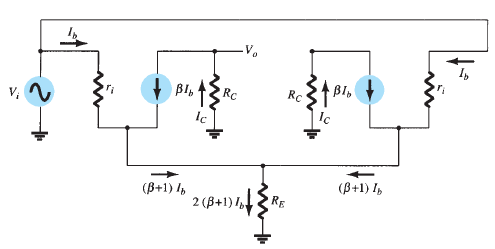 I_b
V_o
V_i
r_i
βI_b
I_C
R_C
R_C
I_C
βI_b
r_i
I_b
(β+1) I_b
(β+1) I_b
2 (β+1) I_b
R_E